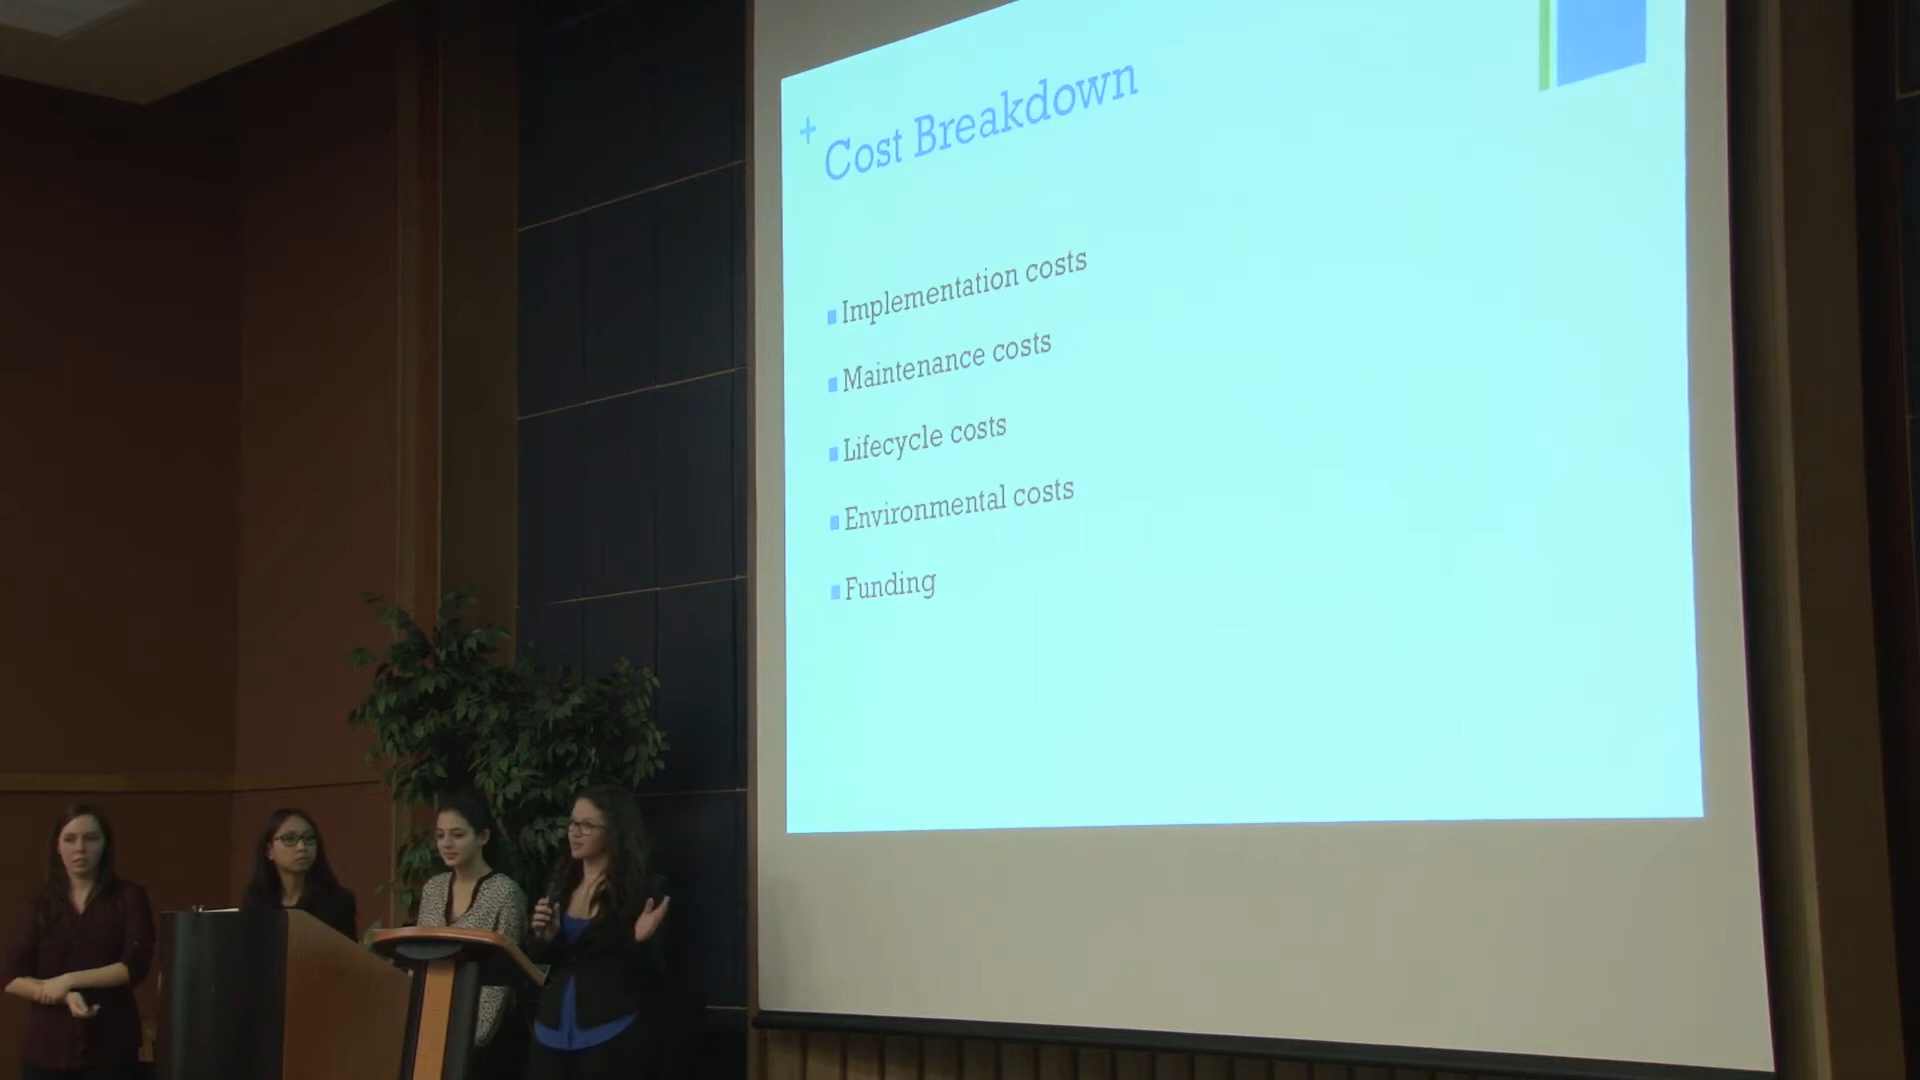 +
Cost Breakdown
Implementation costs
Maintenance costs
Lifecycle costs
Environmental costs
Funding